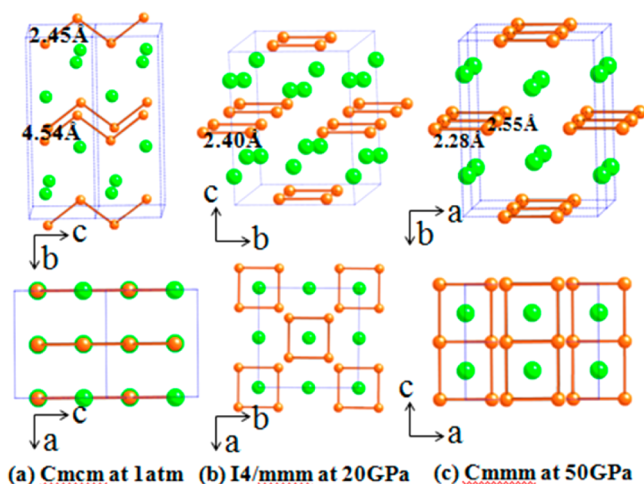 2.45Å
4.54Å
c
b
2.40Å
c
b
2.55Å
2.28Å
a
b
c
a
b
a
c
a
(a) Cmcm at 1atm (b) I4/mmm at 20GPa (c) Cmmm at 50GPa